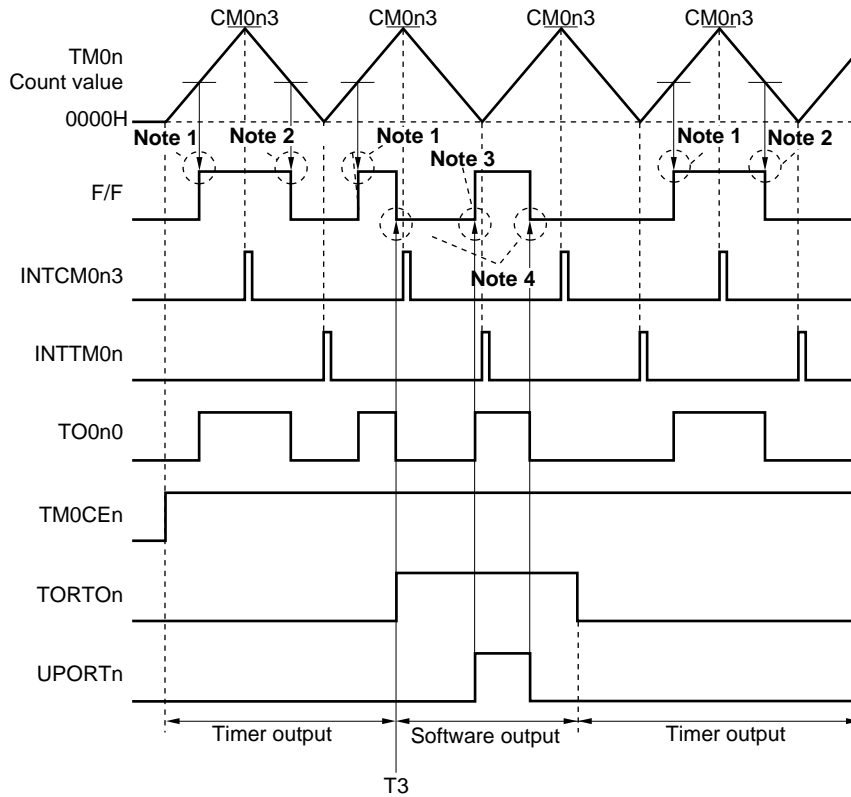 CM0n3 CM0n3 CM0n3
TM0n
Count value
0000H
Note 1 Note 2 Note 1 Note 3 Note 1 Note 2
F/F
Note 4
INTCM0n3
INTTM0n
TO0n0
TM0CEn
TORTOn
UPORTn
Timer output Software output Timer output
T3